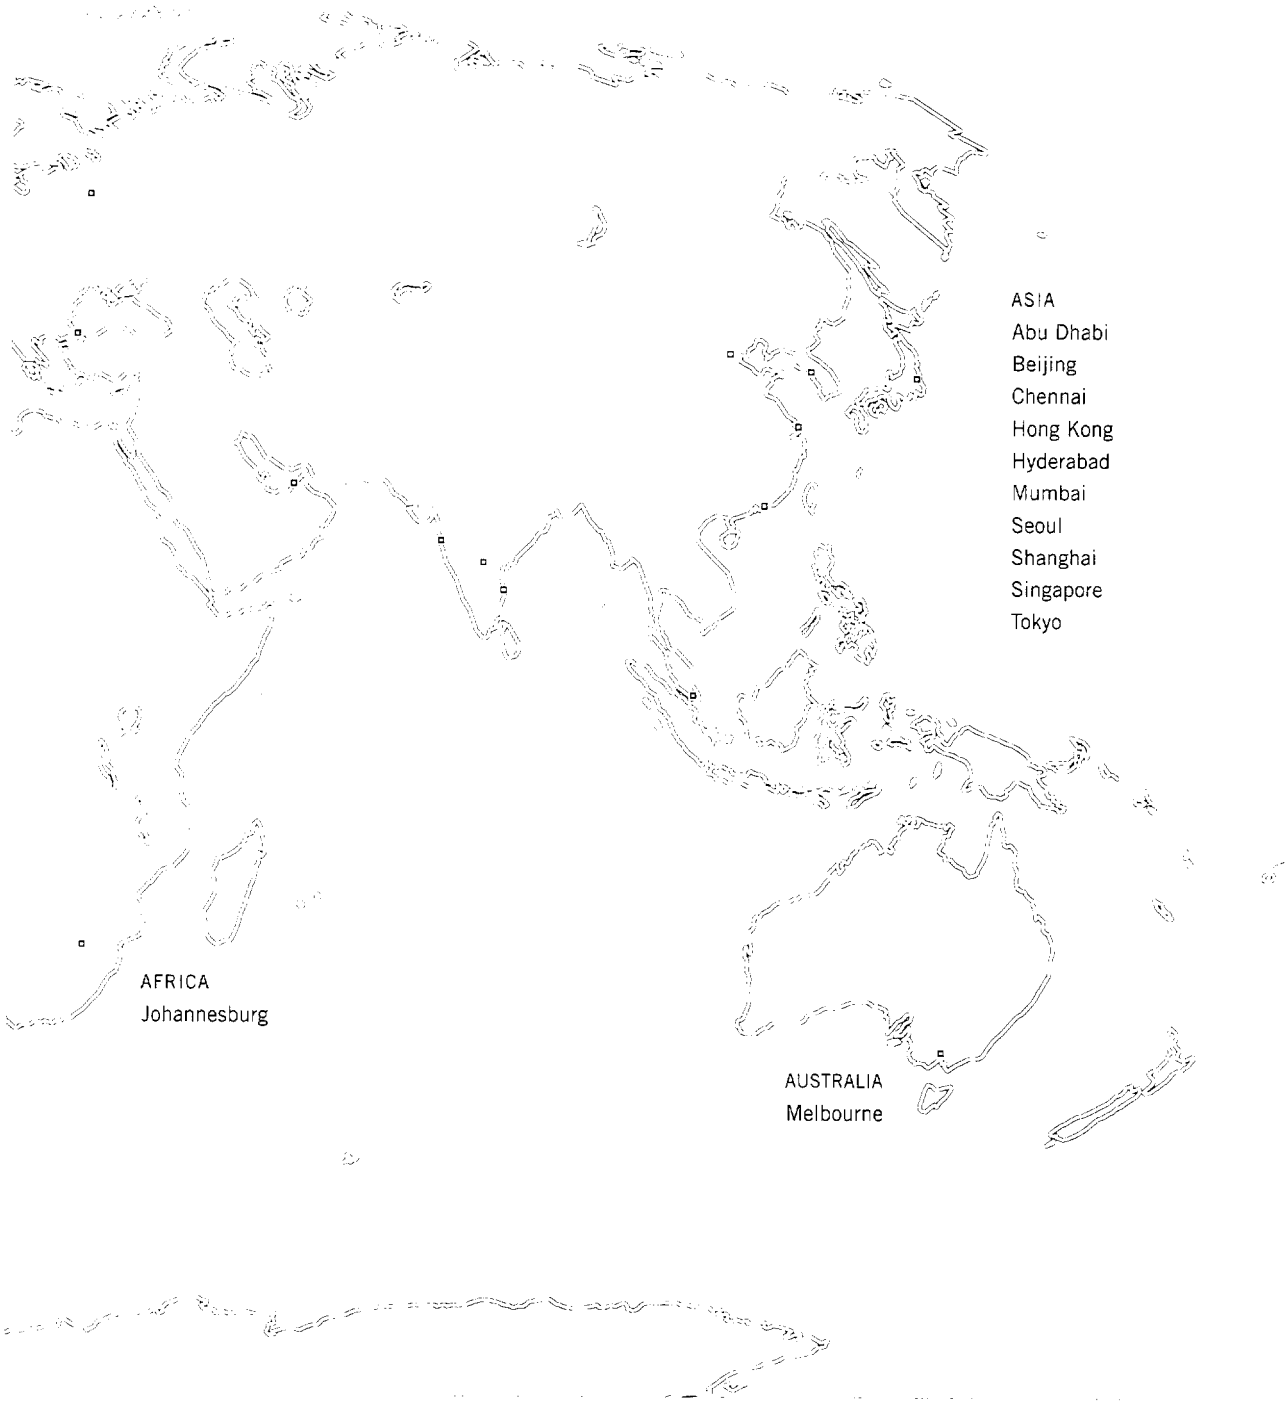 ASIA
Abu Dhabi
Beijing
Chennai
Hong Kong
Hyderabad
Mumbai
Seoul
Shanghai
Singapore
Tokyo
AFRICA
Johannesburg
AUSTRALIA
Melbourne